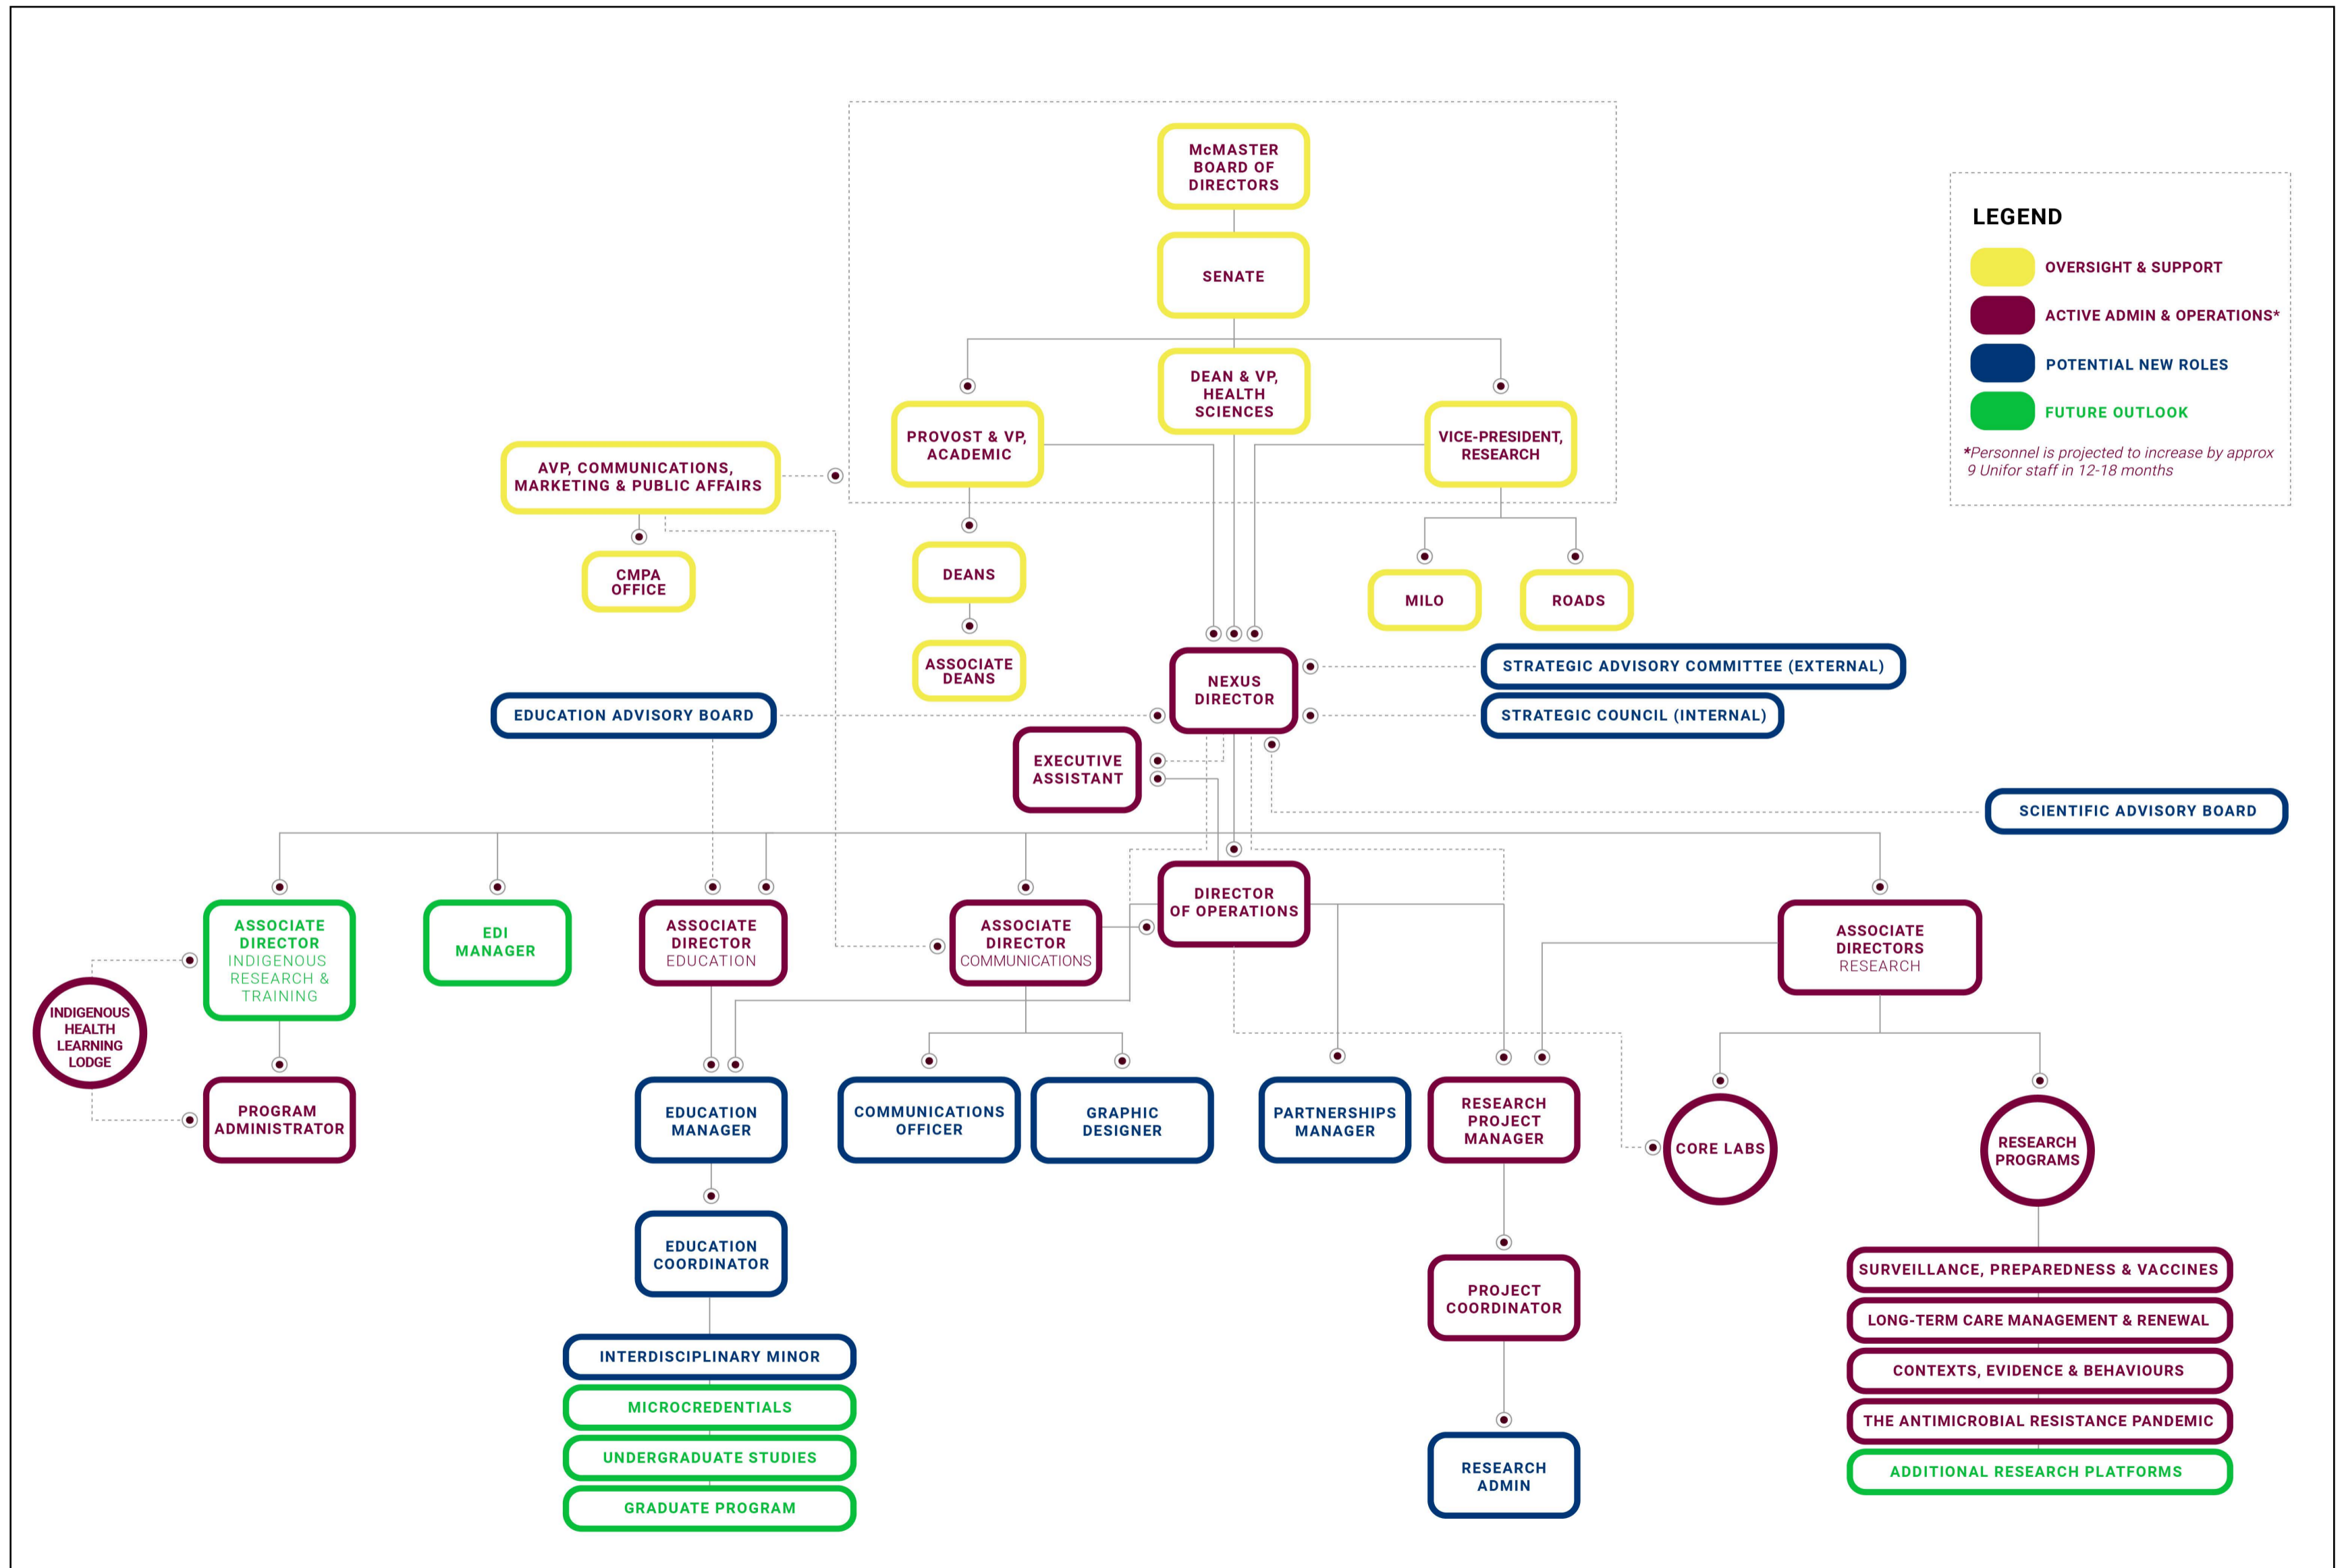 McMASTER
BOARD OF
DIRECTORS
SENATE
DEAN & VP,
HEALTH
SCIENCES
PROVOST & VP,
ACADEMIC
VICE-PRESIDENT,
RESEARCH
LEGEND
OVERSIGHT & SUPPORT
ACTIVE ADMIN & OPERATIONS*
POTENTIAL NEW ROLES
FUTURE OUTLOOK
*Personnel is projected to increase by approx
9 Unifor staff in 12-18 months
AVP, COMMUNICATIONS,
MARKETING & PUBLIC AFFAIRS
CMPA
OFFICE
DEANS
ASSOCIATE
DEANS
MILO
ROADS
NEXUS
DIRECTOR
STRATEGIC ADVISORY COMMITTEE (EXTERNAL)
STRATEGIC COUNCIL (INTERNAL)
EDUCATION ADVISORY BOARD
EXECUTIVE
ASSISTANT
SCIENTIFIC ADVISORY BOARD
ASSOCIATE
DIRECTOR
INDIGENOUS
RESEARCH &
TRAINING
EDI
MANAGER
ASSOCIATE
DIRECTOR
EDUCATION
ASSOCIATE
DIRECTOR
COMMUNICATIONS
DIRECTOR
OF OPERATIONS
ASSOCIATE
DIRECTORS
RESEARCH
INDIGENOUS
HEALTH
LEARNING
LODGE
PROGRAM
ADMINISTRATOR
EDUCATION
MANAGER
COMMUNICATIONS
OFFICER
GRAPHIC
DESIGNER
PARTNERSHIPS
MANAGER
RESEARCH
PROJECT
MANAGER
CORE LABS
RESEARCH
PROGRAMS
EDUCATION
COORDINATOR
PROJECT
COORDINATOR
SURVEILLANCE, PREPAREDNESS & VACCINES
LONG-TERM CARE MANAGEMENT & RENEWAL
CONTEXTS, EVIDENCE & BEHAVIOURS
THE ANTIMICROBIAL RESISTANCE PANDEMIC
ADDITIONAL RESEARCH PLATFORMS
INTERDISCIPLINARY MINOR
MICROCREDENTIALS
UNDERGRADUATE STUDIES
GRADUATE PROGRAM
RESEARCH
ADMIN